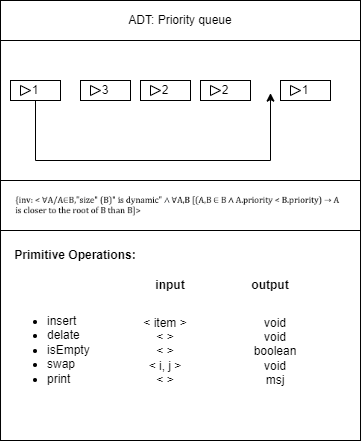 ADT: Priority queue
1 3 2 2 1
{inv: < ∀A/A∈B,"size" (B)" is dynamic" ∧ ∀A,B [(A,B ∈ B ∧ A.priority < B.priority) → A
is closer to the root of B than B]>
Primitive Operations:
input output
• insert < item > void
• delate < > void
• isEmpty < > boolean
• swap < i, j > void
• print < > msj